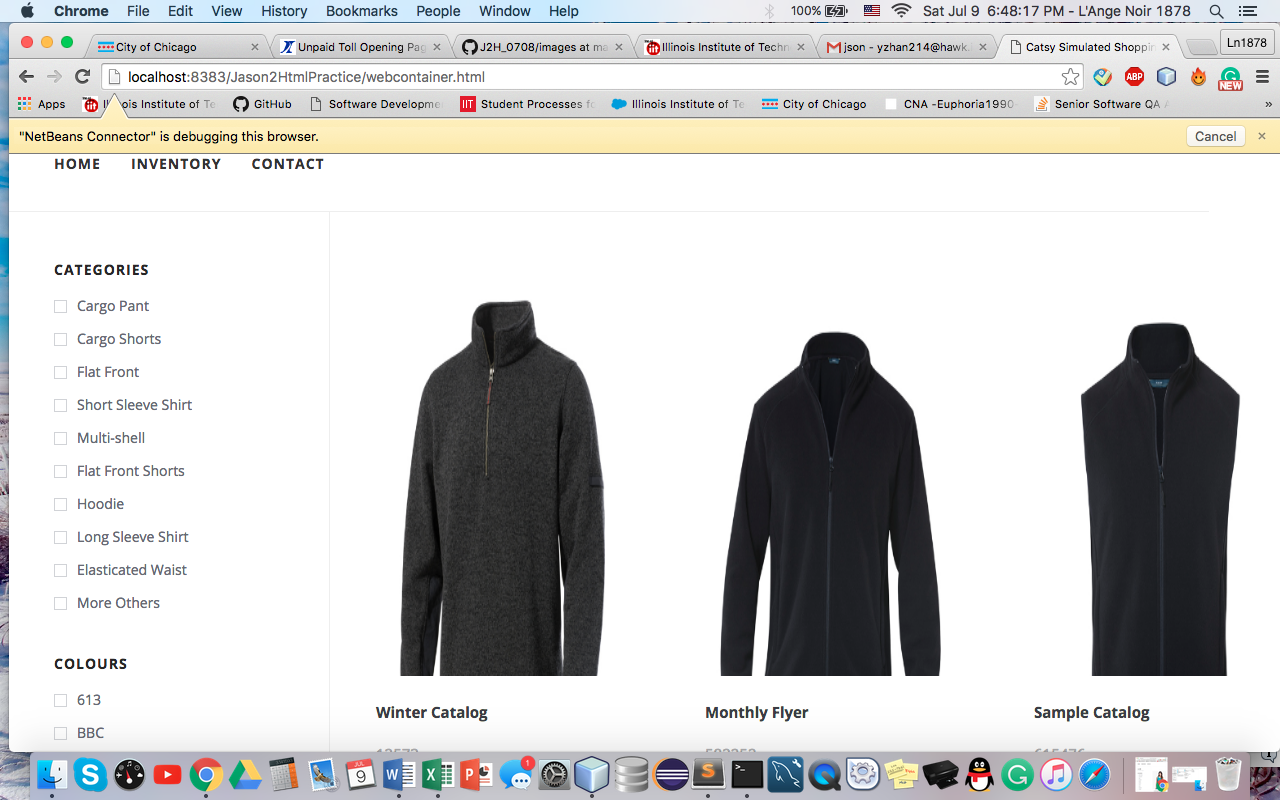 Chrome File Edit View History Bookmarks People Window Help 100% Sat Jul 9 6:48:17 PM - L'Ange Noir 1878
City of Chicago Unpaid Toll Opening Pag J2H_0708/images at ma Illinois Institute of Techn json - yzhan214@hawk. Catsy Simulated Shoppin Ln1878
localhost:8383/Jason2HtmlPractice/webcontainer.html ABP NEW
Apps Illinois Institute of Te GitHub Software Developme IIT Student Processes fo Illinois Institute of Te City of Chicago CNA -Euphoria1990- Senior Software QA A »
"NetBeans Connector" is debugging this browser. Cancel
HOME INVENTORY CONTACT
CATEGORIES
Cargo Pant
Cargo Shorts
Flat Front
Short Sleeve Shirt
Multi-shell
Flat Front Shorts
Hoodie
Long Sleeve Shirt
Elasticated Waist
More Others
COLOURS
613
BBC
Winter Catalog Monthly Flyer Sample Catalog
JUL
9
1